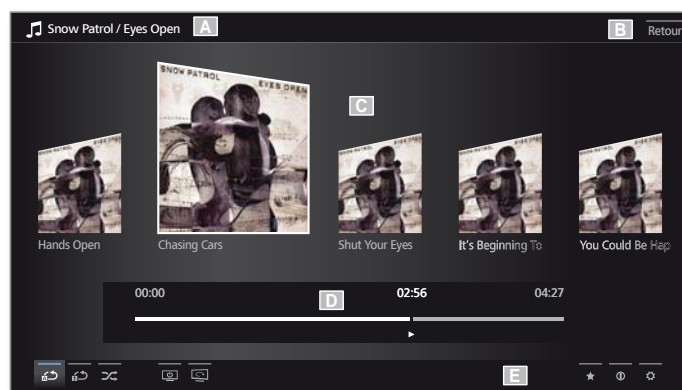 Snow Patrol / Eyes Open
A
B
Retour
SNOW PATROL
EYES OPEN
C
Hands Open
Chasing Cars
Shut Your Eyes
It's Beginning To
You Could Be Hap
00:00
D
02:56
04:27
E